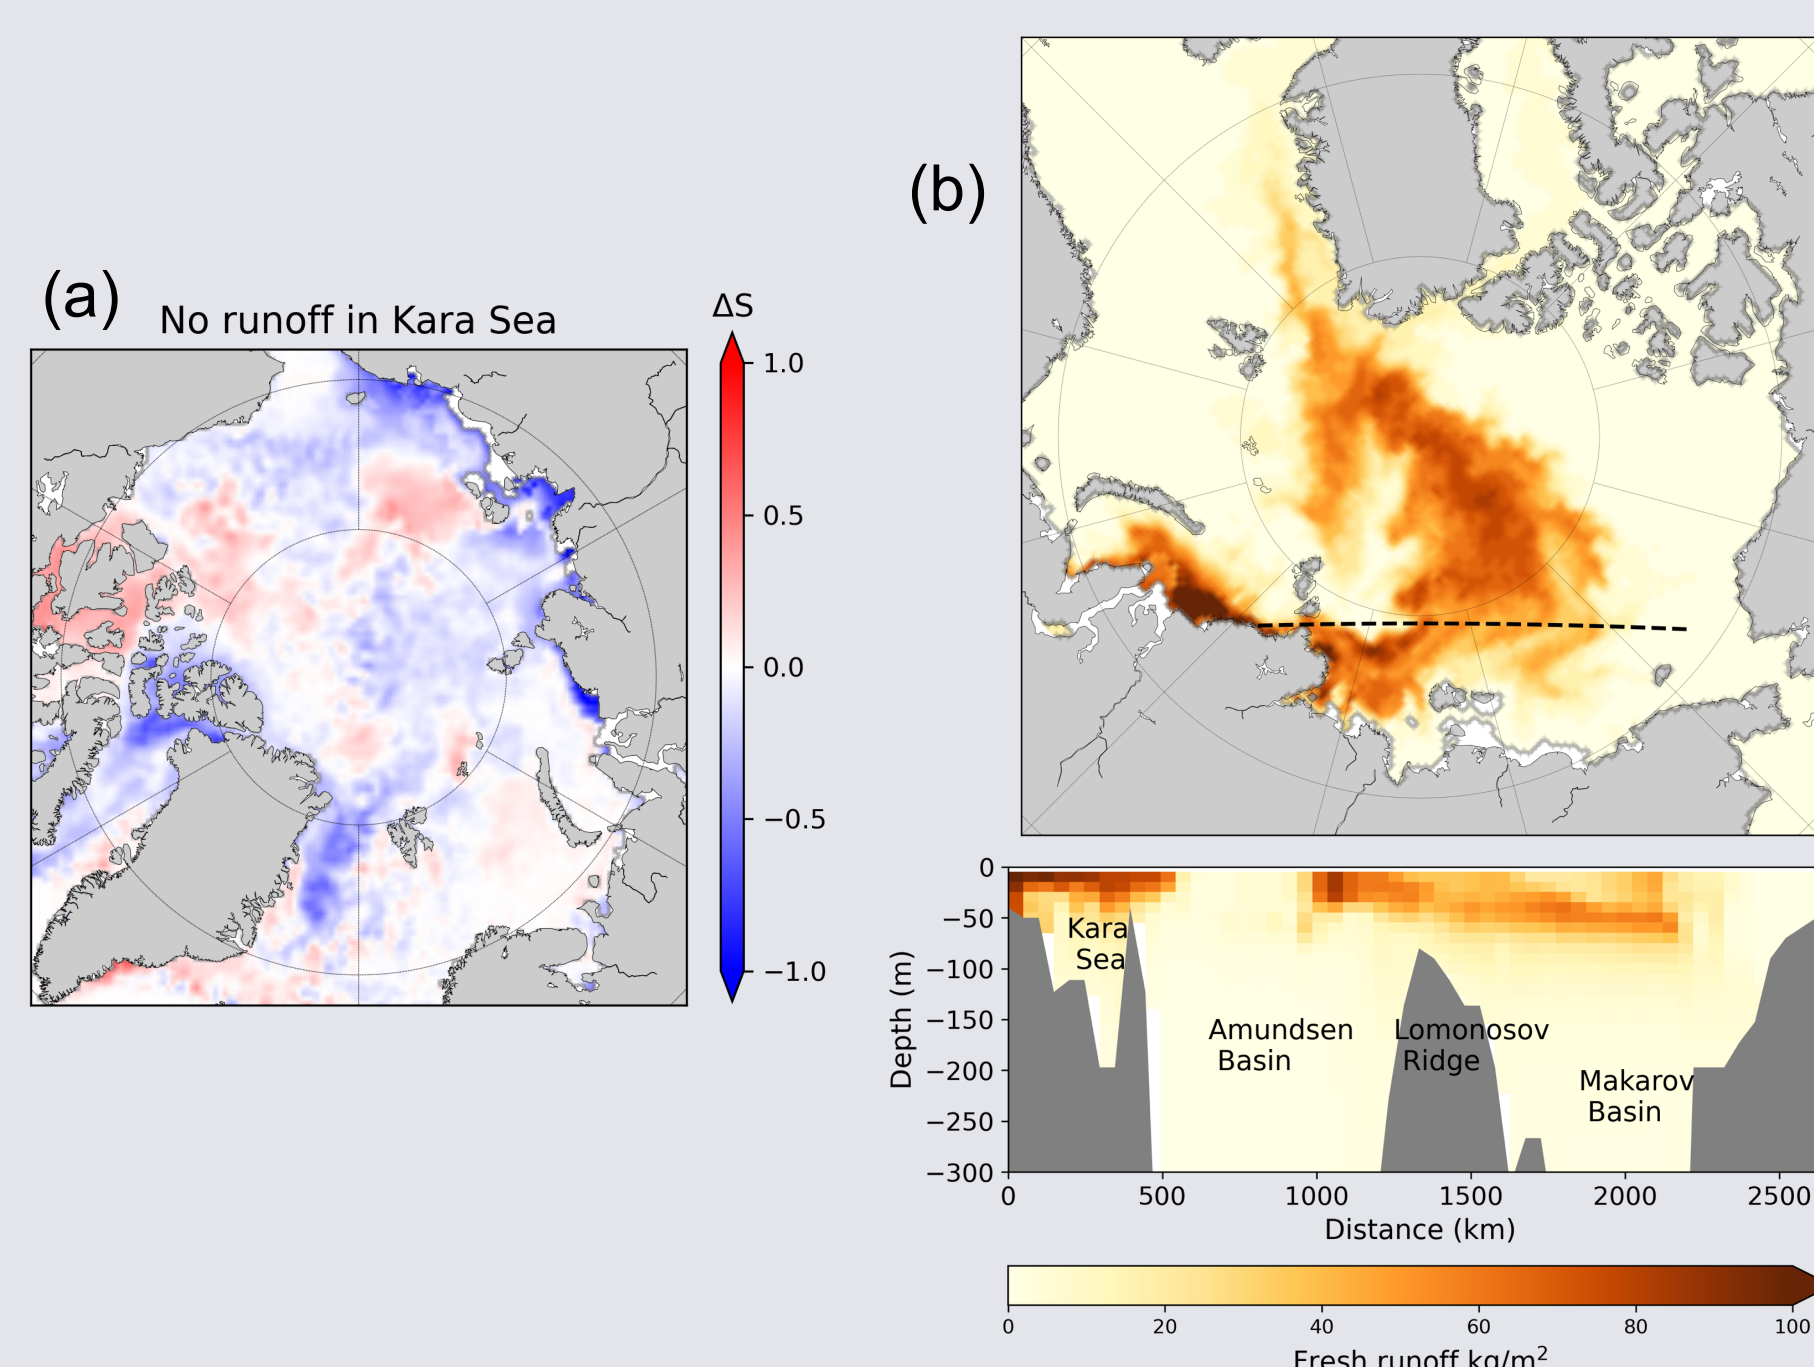 (a)
No runoff in Kara Sea
ΔS
1.0
0.5
0.0
−0.5
−1.0
(b)
0
−50
−100
−150
−200
−250
−300
Depth (m)
Kara
Sea
Amundsen
Basin
Lomonosov
Ridge
Makarov
Basin
0 500 1000 1500 2000 2500
Distance (km)
0 20 40 60 80 100
Fresh runoff kg/m²